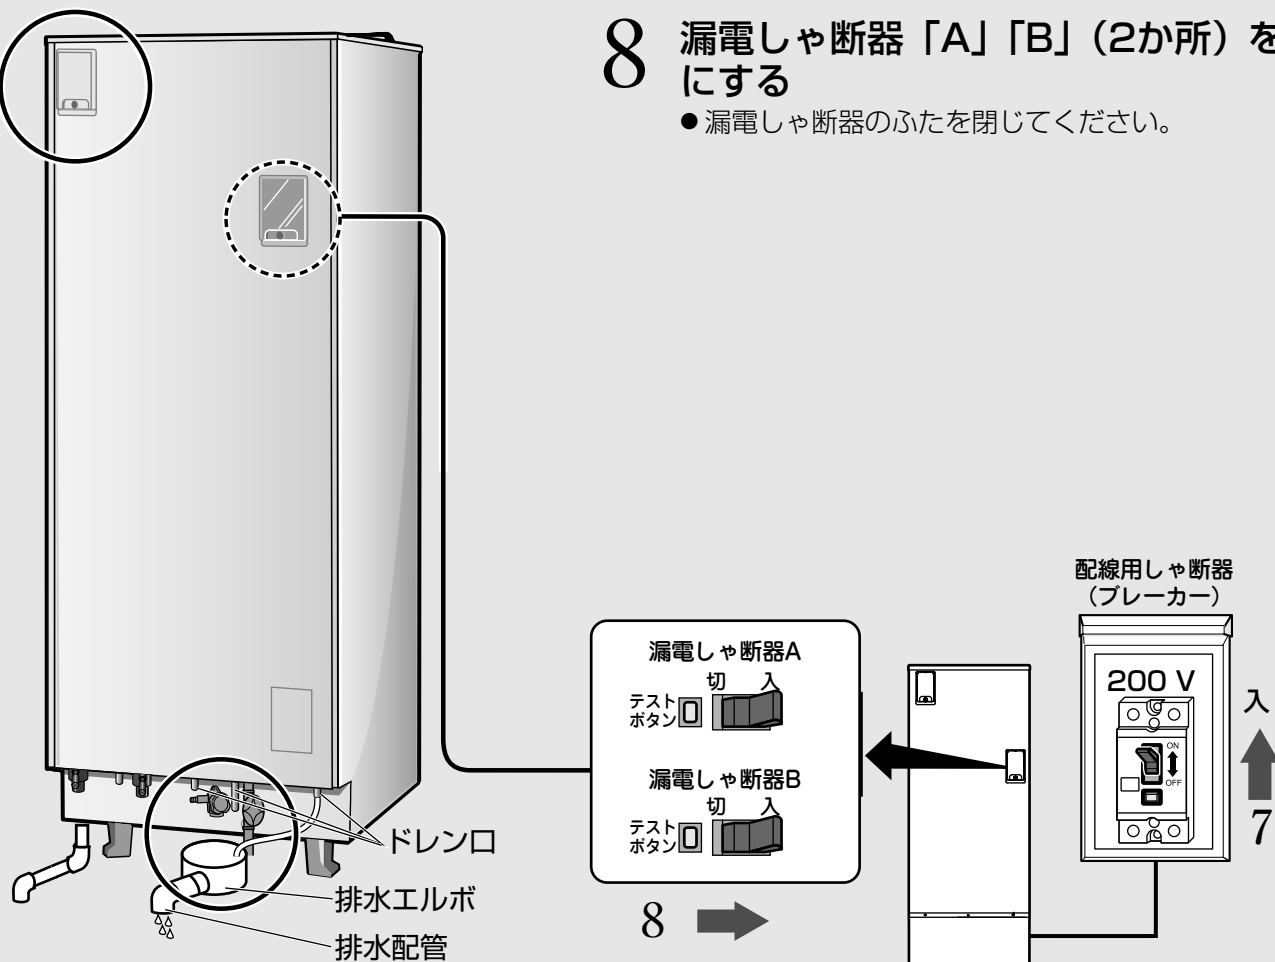 8 漏電しゃ断器「A」「B」（2か所）を
にする
●漏電しゃ断器のふたを閉じてください。
配線用しゃ断器
（ブレーカー）
200 V
ON
OFF
入
7
漏電しゃ断器A
切 入
テスト
ボタン
漏電しゃ断器B
切 入
テスト
ボタン
8
ドレン口
排水エルボ
排水配管